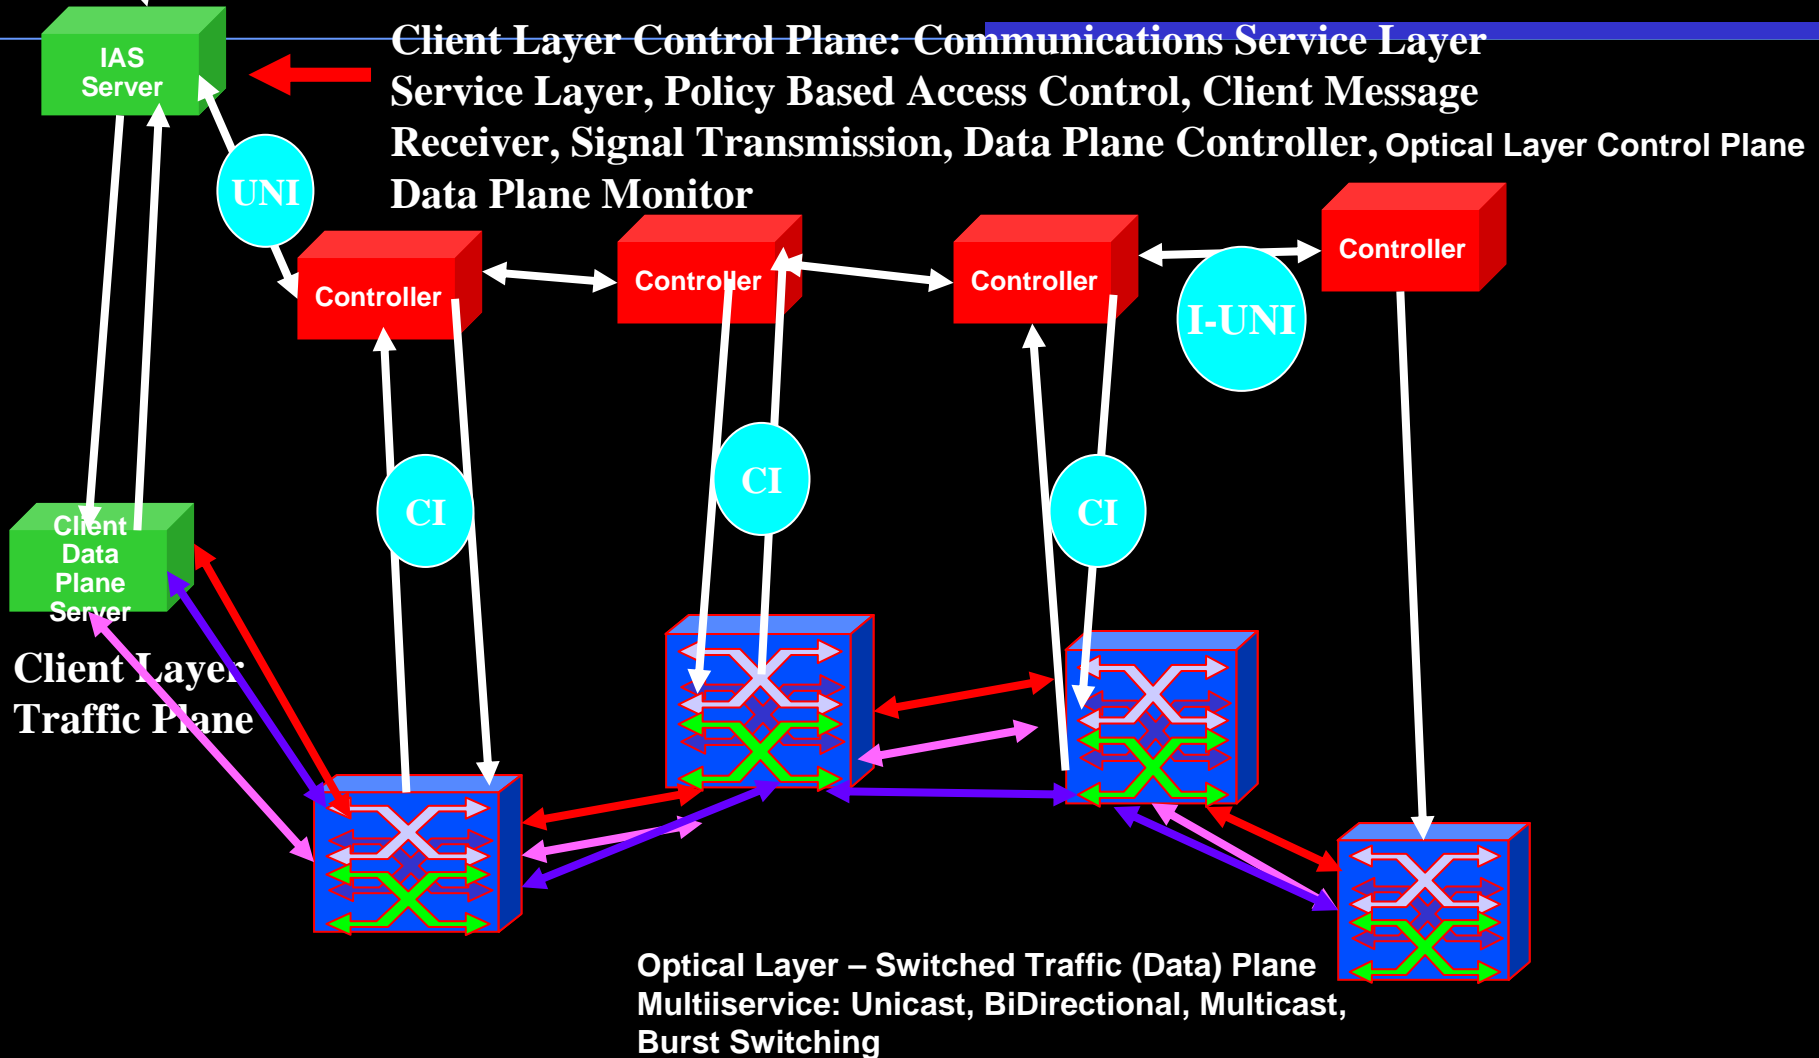 IAS
Server
Client Layer Control Plane: Communications Service Layer
Service Layer, Policy Based Access Control, Client Message
Receiver, Signal Transmission, Data Plane Controller,
Data Plane Monitor
Optical Layer Control Plane
UNI
Controller
Controller
Controller
Controller
I-UNI
CI
CI
CI
Client
Data
Plane
Server
Client Layer
Traffic Plane
Optical Layer – Switched Traffic (Data) Plane
Multiiservice: Unicast, BiDirectional, Multicast,
Burst Switching